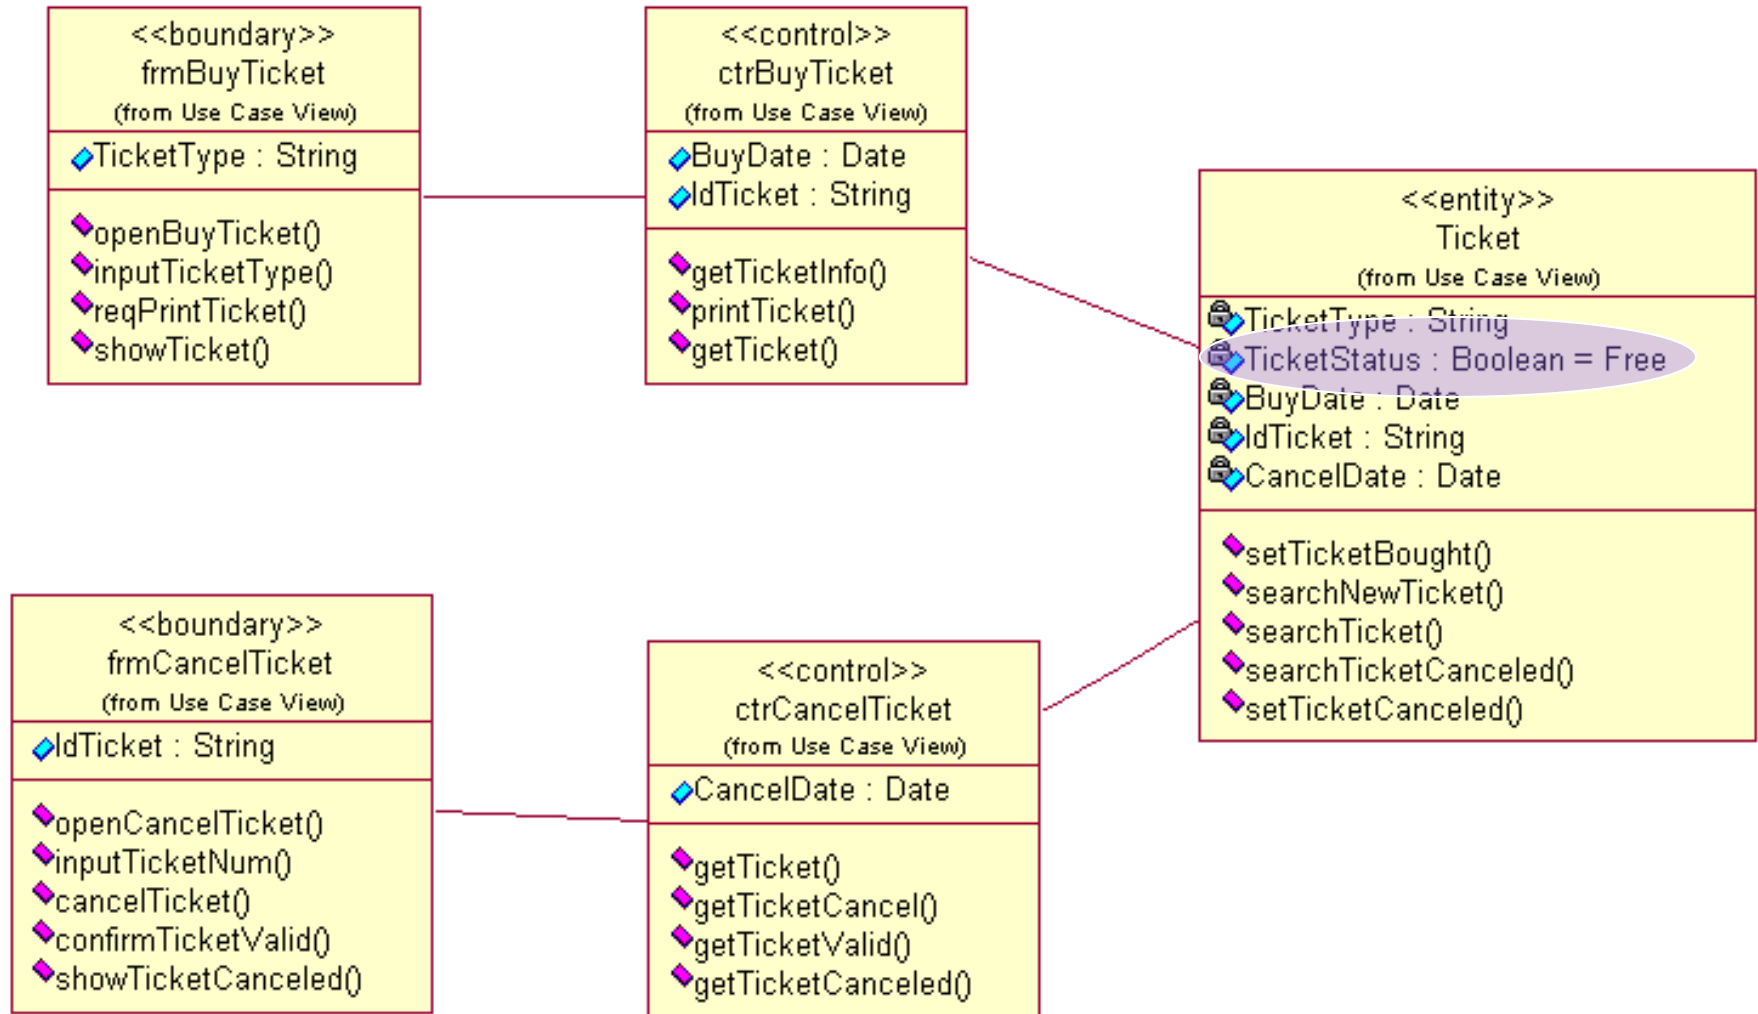 <<boundary>>
frmBuyTicket
(from Use Case View)
TicketType : String
openBuyTicket()
inputTicketType()
reqPrintTicket()
showTicket()
<<control>>
ctrBuyTicket
(from Use Case View)
BuyDate : Date
IdTicket : String
getTicketInfo()
printTicket()
getTicket()
<<entity>>
Ticket
(from Use Case View)
TicketType : String
TicketStatus : Boolean = Free
BuyDate : Date
IdTicket : String
CancelDate : Date
setTicketBought()
searchNewTicket()
searchTicket()
searchTicketCanceled()
setTicketCanceled()
<<boundary>>
frmCancelTicket
(from Use Case View)
IdTicket : String
openCancelTicket()
inputTicketNum()
cancelTicket()
confirmTicketValid()
showTicketCanceled()
<<control>>
ctrCancelTicket
(from Use Case View)
CancelDate : Date
getTicket()
getTicketCancel()
getTicketValid()
getTicketCanceled()